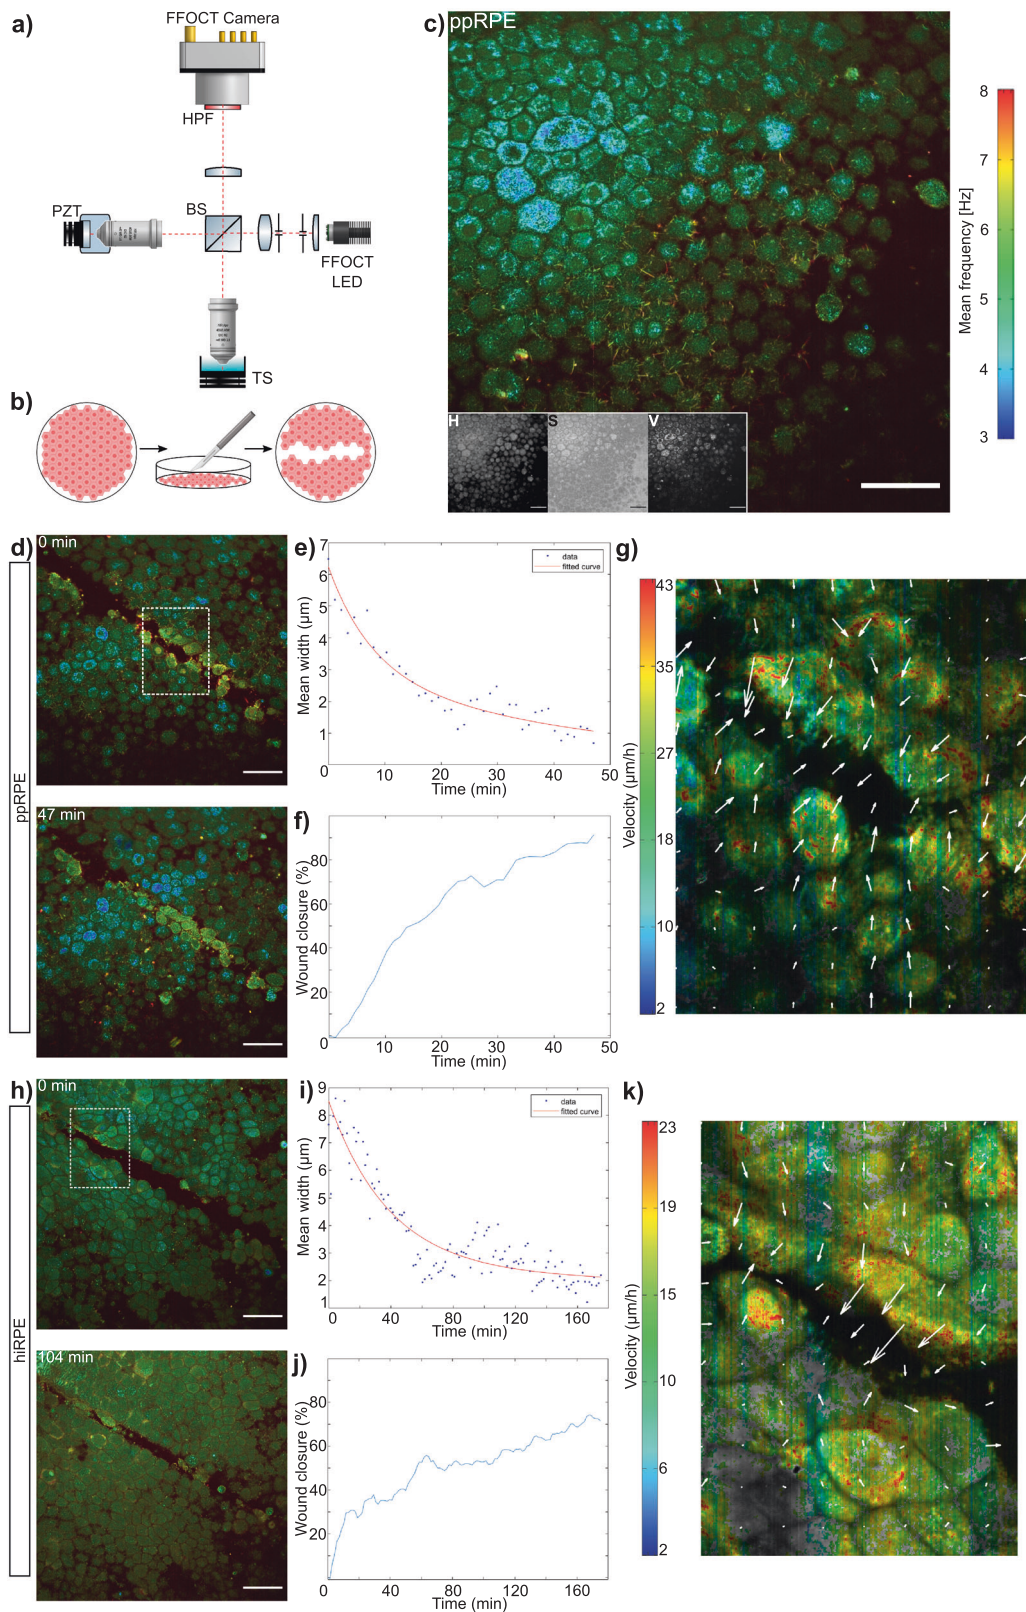 a)
FFOCT Camera
HPF
PZT
BS
FFOCT
LED
TS
b)
c)
ppRPE
H
S
V
8
7
6
5
4
3
Mean frequency [Hz]
d)
0 min
47 min
ppRPE
e)
7
6
5
4
3
2
1
0
Mean width (µm)
data
fitted curve
0 10 20 30 40 50
Time (min)
f)
80
60
40
20
0
Wound closure (%)
10 20 30 40 50
Time (min)
g)
43
35
27
18
10
2
Velocity (µm/h)
h)
0 min
104 min
hiRPE
i)
9
8
7
6
5
4
3
2
1
Mean width (µm)
data
fitted curve
0 40 80 120 160
Time (min)
j)
80
60
40
20
0
Wound closure (%)
40 80 120 160
Time (min)
k)
23
19
15
10
6
2
Velocity (µm/h)